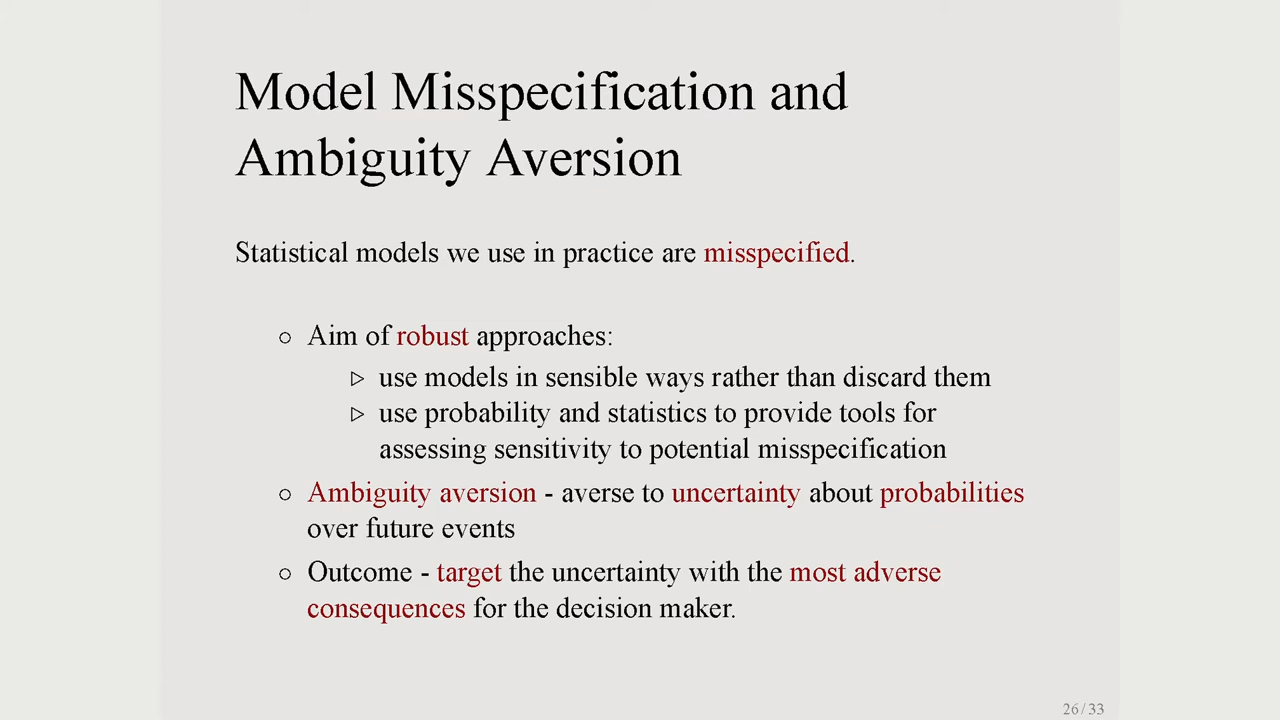 Model Misspecification and
Ambiguity Aversion
Statistical models we use in practice are misspecified.
○ Aim of robust approaches:
▷ use models in sensible ways rather than discard them
▷ use probability and statistics to provide tools for
assessing sensitivity to potential misspecification
○ Ambiguity aversion - averse to uncertainty about probabilities
over future events
○ Outcome - target the uncertainty with the most adverse
consequences for the decision maker.
26/33